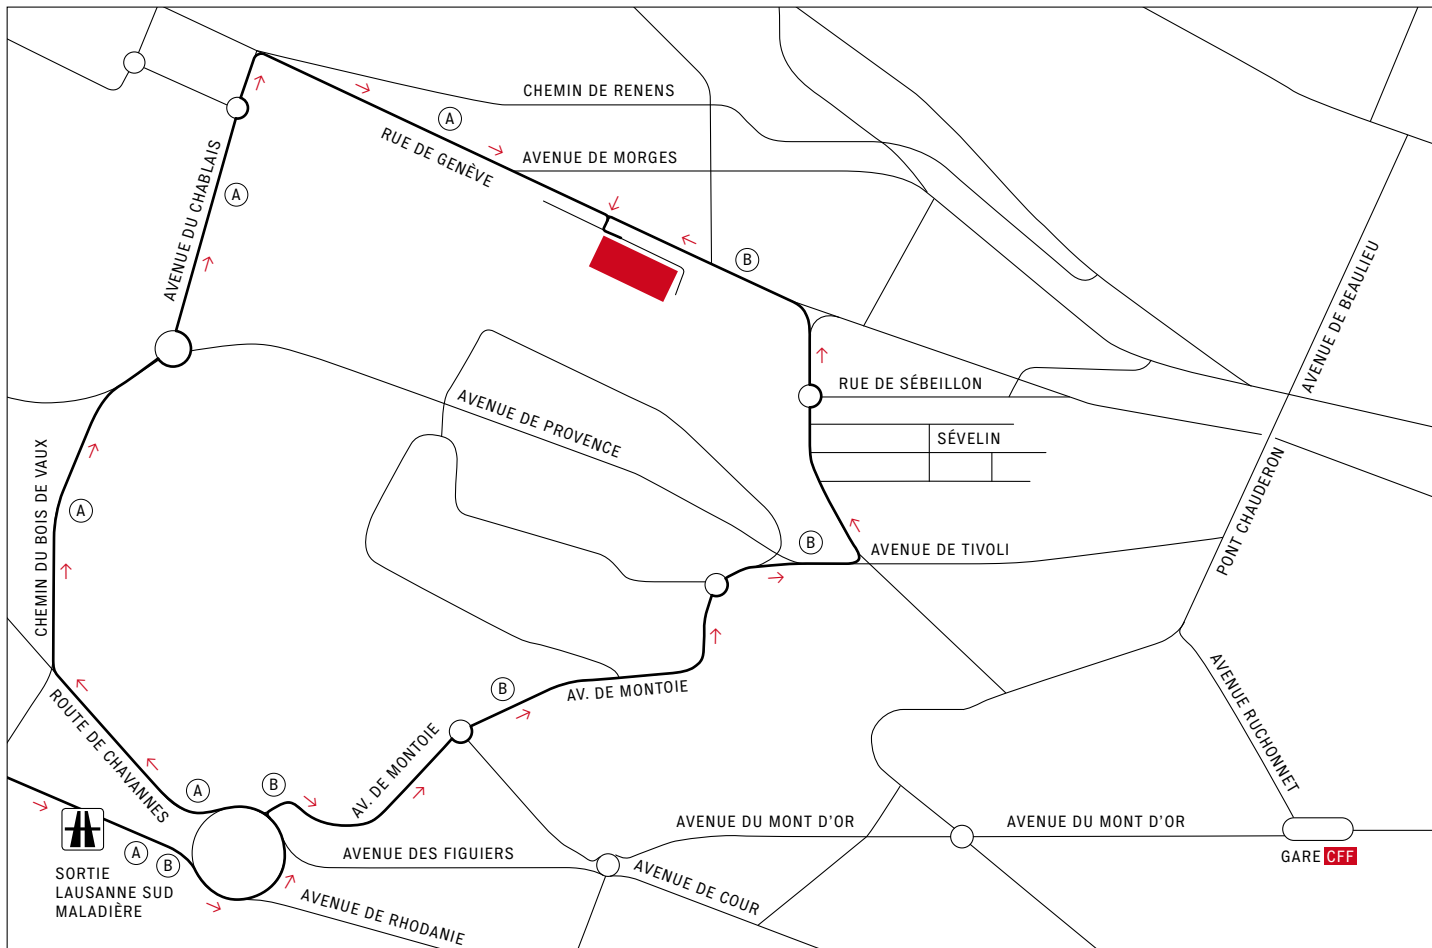 CHEMIN DE RENENS
A
RUE DE GENÈVE
AVENUE DE MORGES
AVENUE DU CHABLAIS
A
B
AVENUE DE BEAULIEU
RUE DE SÉBEILLON
AVENUE DE PROVENCE
SÉVELIN
CHEMIN DU BOIS DE VAUX
A
PONT CHAUDERON
B
AVENUE DE TIVOLI
B
AV. DE MONTOIE
AVENUE RUCHONNET
ROUTE DE CHAVANNES
AV. DE MONTOIE
A
B
AVENUE DU MONT D'OR
AVENUE DU MONT D'OR
A
B
AVENUE DES FIGUIERS
GARE CFF
SORTIE
LAUSANNE SUD
MALADIÈRE
AVENUE DE COUR
AVENUE DE RHODANIE